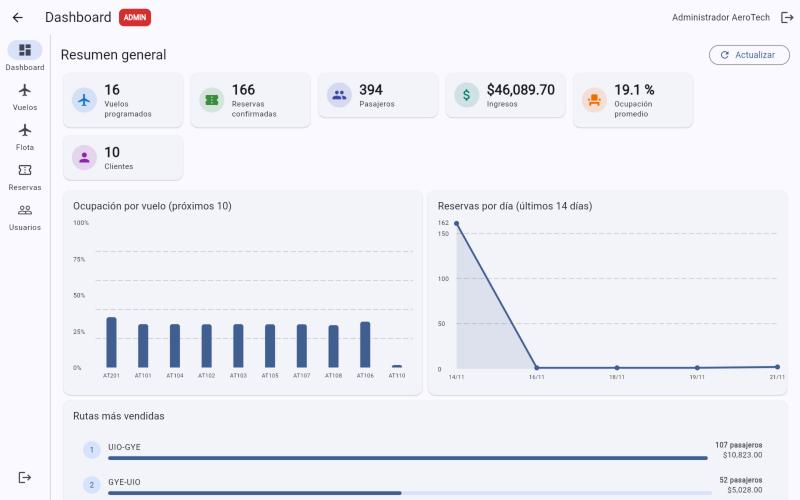 Dashboard ADMIN
Administrador AeroTech
Dashboard
Vuelos
Flota
Reservas
Usuarios
Resumen general
Actualizar
16
Vuelos
programados
166
Reservas
confirmadas
394
Pasajeros
$46,089.70
Ingresos
19.1 %
Ocupación
promedio
10
Clientes
Ocupación por vuelo (próximos 10)
100%
75%
50%
25%
0%
AT201 AT101 AT104 AT102 AT103 AT105 AT107 AT108 AT106 AT110
Reservas por día (últimos 14 días)
162
150
100
50
0
14/11 16/11 18/11 19/11 21/11
Rutas más vendidas
1 UIO-GYE 107 pasajeros
$10,823.00
2 GYE-UIO 52 pasajeros
$5,028.00